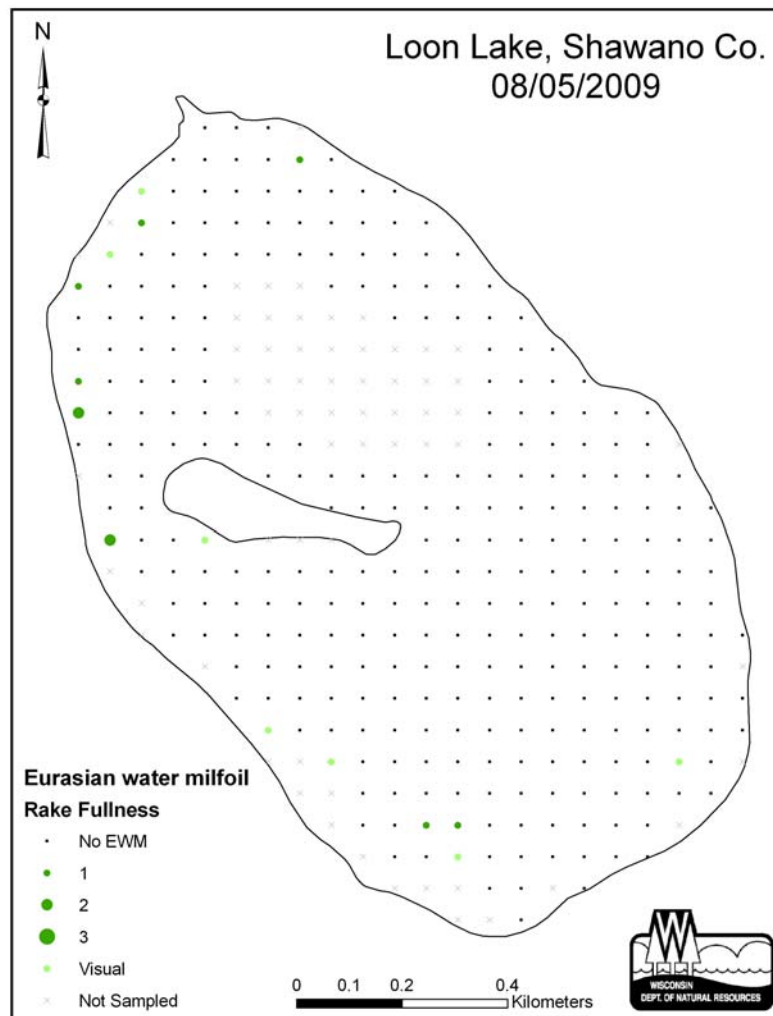 N
Loon Lake, Shawano Co.
08/05/2009
Eurasian water milfoil
Rake Fullness
No EWM
1
2
3
Visual
Not Sampled
0 0.1 0.2 0.4
Kilometers
W
WISCONSIN
DEPT. OF NATURAL RESOURCES